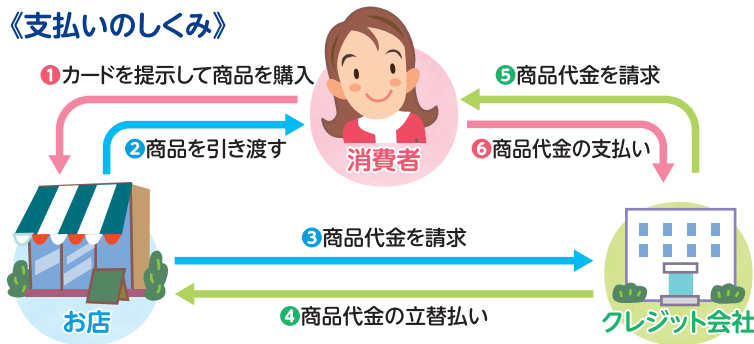 《支払いのしくみ》
❶カードを提示して商品を購入
❺商品代金を請求
❷商品を引き渡す
消費者
❻商品代金の支払い
❸商品代金を請求
お店
❹商品代金の立替払い
クレジット会社